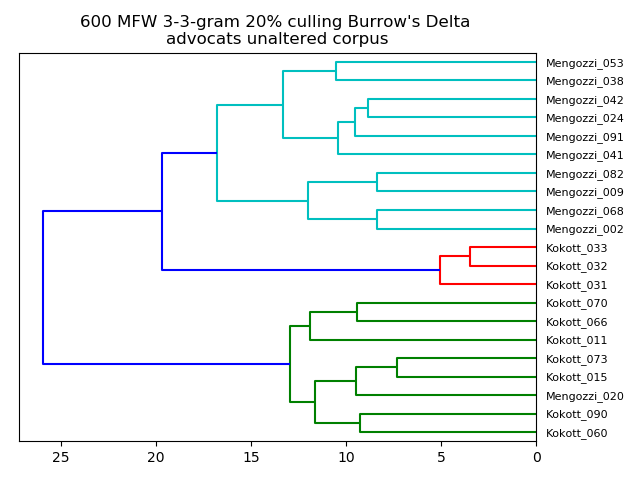 600 MFW 3-3-gram 20% culling Burrow's Delta
advocats unaltered corpus
Mengozzi_053
Mengozzi_038
Mengozzi_042
Mengozzi_024
Mengozzi_091
Mengozzi_041
Mengozzi_082
Mengozzi_009
Mengozzi_068
Mengozzi_002
Kokott_033
Kokott_032
Kokott_031
Kokott_070
Kokott_066
Kokott_011
Kokott_073
Kokott_015
Mengozzi_020
Kokott_090
Kokott_060
25 20 15 10 5 0